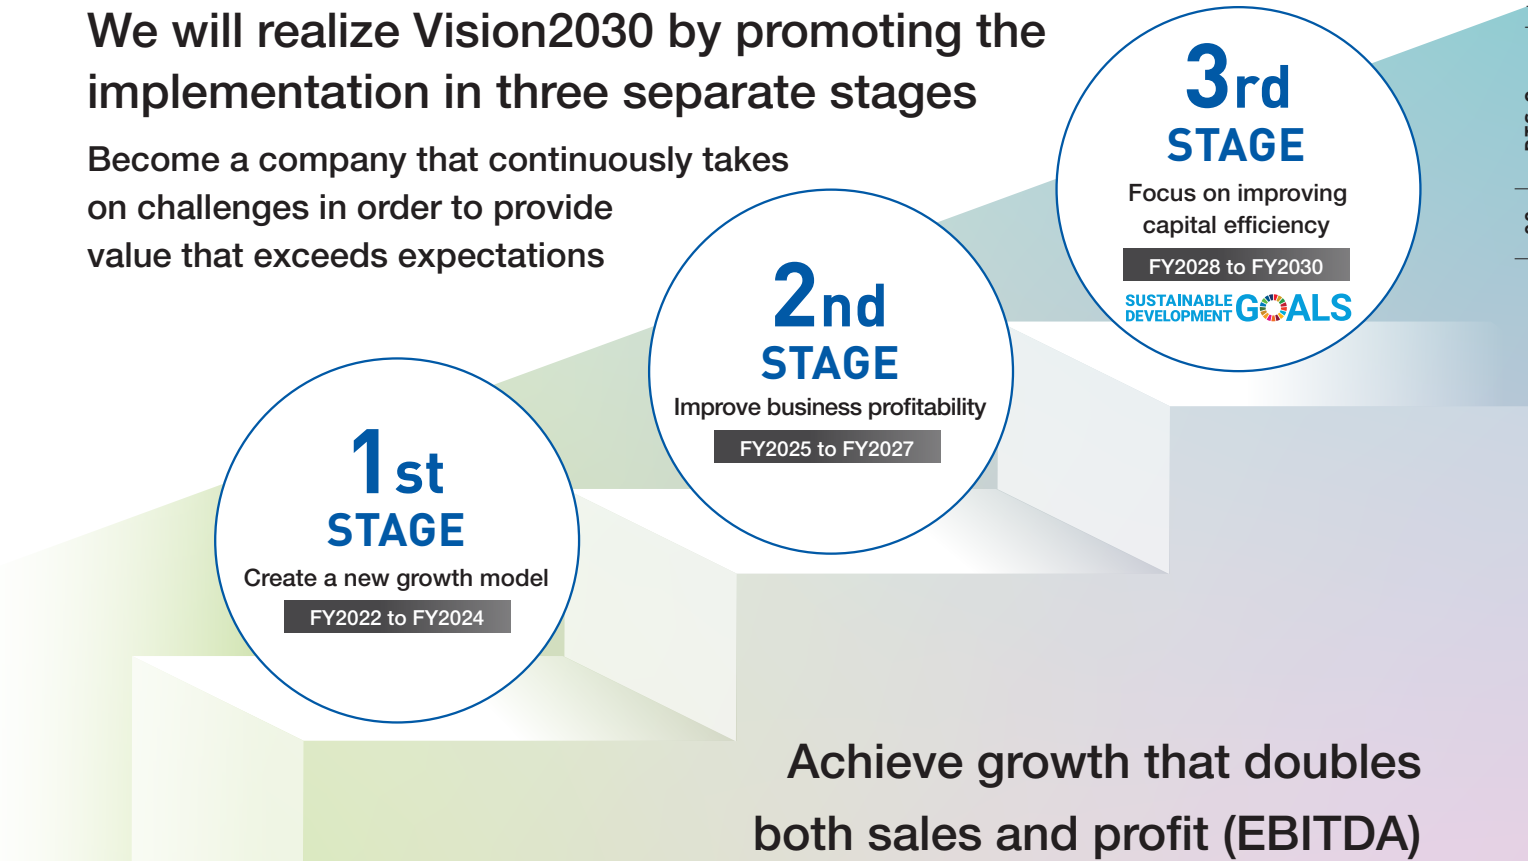 We will realize Vision2030 by promoting the
implementation in three separate stages
Become a company that continuously takes
on challenges in order to provide
value that exceeds expectations
1st
STAGE
Create a new growth model
FY2022 to FY2024
2nd
STAGE
Improve business profitability
FY2025 to FY2027
3rd
STAGE
Focus on improving
capital efficiency
FY2028 to FY2030
SUSTAINABLE
DEVELOPMENT GOALS
Achieve growth that doubles
both sales and profit (EBITDA)